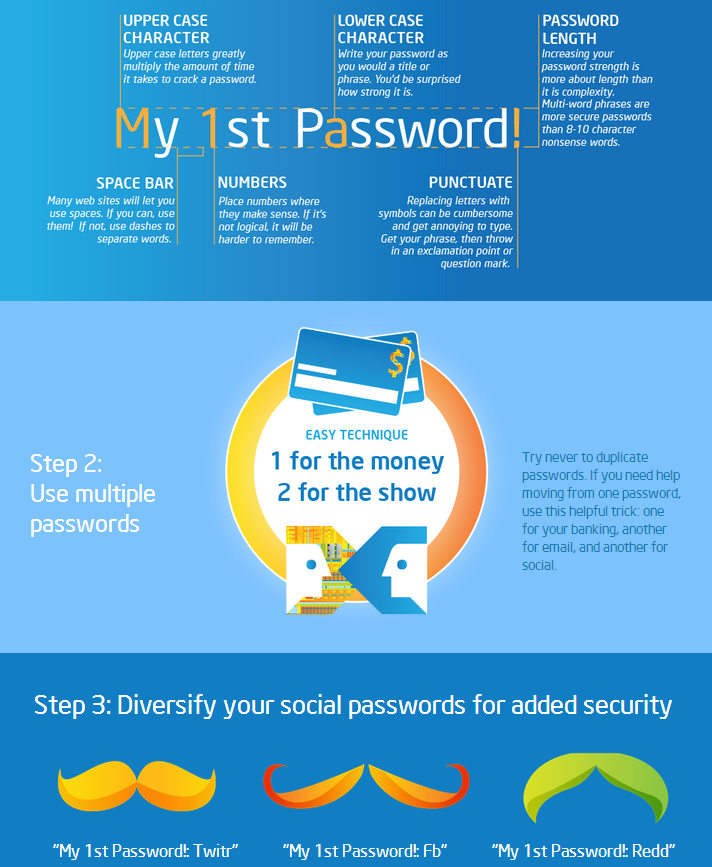 UPPER CASE
CHARACTER
Upper case letters greatly
multiply the amount of time
it takes to crack a password.
LOWER CASE
CHARACTER
Write your password as
you would a title or
phrase. You'd be surprised
how strong it is.
PASSWORD
LENGTH
Increasing your
password strength is
more about length than
it is complexity.
Multi-word phrases are
more secure passwords
than 8-10 character
nonsense words.
My 1st Password!
SPACE BAR
Many web sites will let you
use spaces. If you can, use
them! If not, use dashes to
separate words.
NUMBERS
Place numbers where
they make sense. If it's
not logical, it will be
harder to remember.
PUNCTUATE
Replacing letters with
symbols can be cumbersome
and get annoying to type.
Get your phrase, then throw
in an exclamation point or
question mark.
Step 2:
Use multiple
passwords
$
EASY TECHNIQUE
1 for the money
2 for the show
Try never to duplicate
passwords. If you need help
moving from one password,
use this helpful trick: one
for your banking, another
for email, and another for
social.
Step 3: Diversify your social passwords for added security
"My 1st Password!: Twitr"
"My 1st Password!: Fb"
"My 1st Password!: Redd"